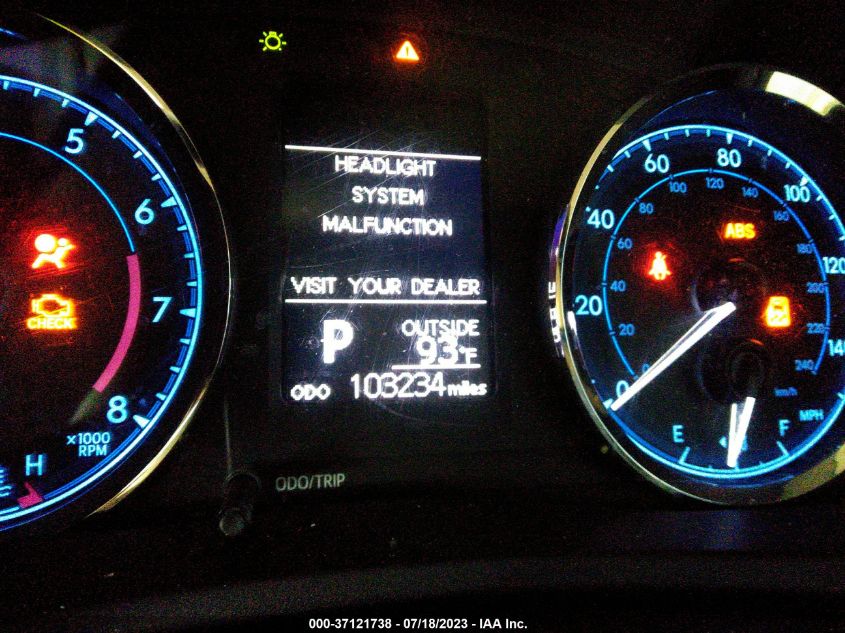 HEADLIGHT
SYSTEM
MALFUNCTION
VISIT YOUR DEALER
P
OUTSIDE
93°F
ODO 103234 miles
5
6
7
8
x1000
RPM
H
C
CHECK
ODO/TRIP
0
20
40
60
80
100
120
140
0
20
40
60
80
100
120
140
160
180
200
220
240
km/h
MPH
ABS
E
F
000-37121738 - 07/18/2023 - IAA Inc.